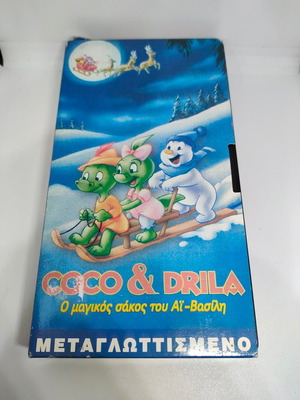 COCO & DRILA
Ο μαγικός σάκος του Αϊ-Βασίλη
ΜΕΤΑΓΛΩΤΤΙΣΜΕΝΟ